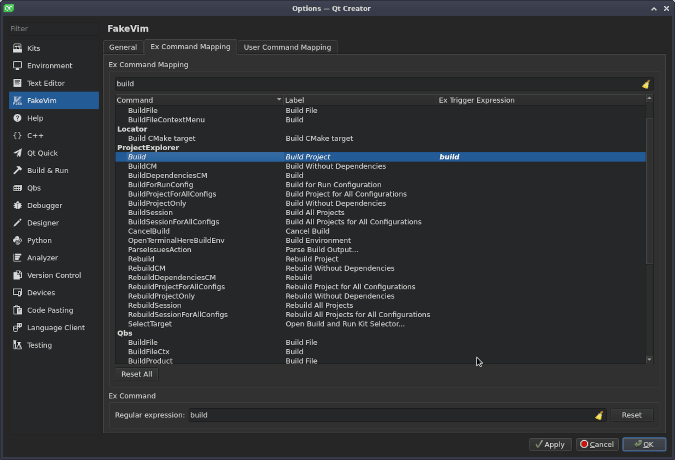 Options — Qt Creator
Filter
Kits
Environment
Text Editor
FakeVim
Help
C++
Qt Quick
Build & Run
Qbs
Debugger
Designer
Python
Analyzer
Version Control
Devices
Code Pasting
Language Client
Testing
FakeVim
General Ex Command Mapping User Command Mapping
Ex Command Mapping
build
Command Label Ex Trigger Expression
BuildFile Build File
BuildFileContextMenu Build
Locator
Build CMake target Build CMake target
ProjectExplorer
Build Build Project build
BuildCM Build Without Dependencies
BuildDependenciesCM Build
BuildForRunConfig Build for Run Configuration
BuildProjectForAllConfigs Build Project for All Configurations
BuildProjectOnly Build Without Dependencies
BuildSession Build All Projects
BuildSessionForAllConfigs Build All Projects for All Configurations
CancelBuild Cancel Build
OpenTerminalHereBuildEnv Build Environment
ParseIssuesAction Parse Build Output...
Rebuild Rebuild Project
RebuildCM Rebuild Without Dependencies
RebuildDependenciesCM Rebuild
RebuildProjectForAllConfigs Rebuild Project for All Configurations
RebuildProjectOnly Rebuild Without Dependencies
RebuildSession Rebuild All Projects
RebuildSessionForAllConfigs Rebuild All Projects for All Configurations
SelectTarget Open Build and Run Kit Selector...
Qbs
BuildFile Build File
BuildFileCtx Build
BuildProduct Build File
Reset All
Ex Command
Regular expression: build Reset
Apply Cancel OK